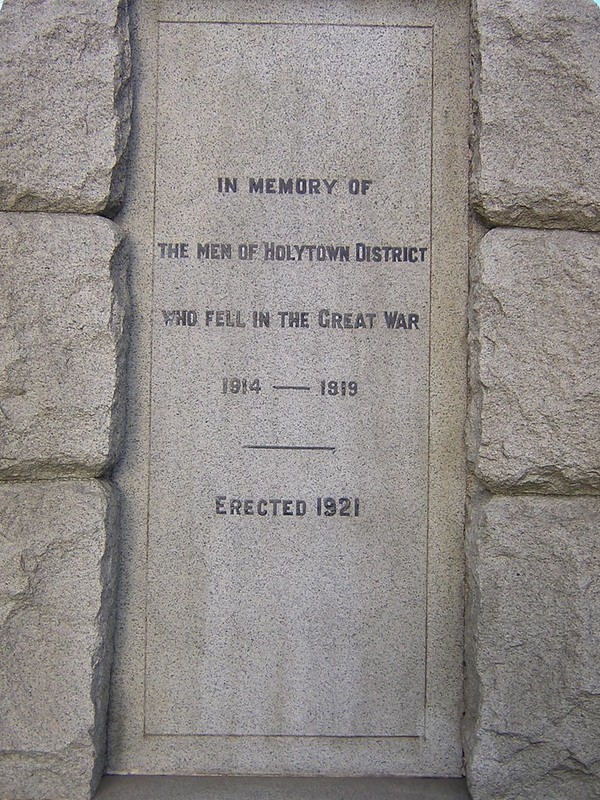 IN MEMORY OF
THE MEN OF HOLYTOWN DISTRICT
WHO FELL IN THE GREAT WAR
1914 — 1919
ERECTED 1921